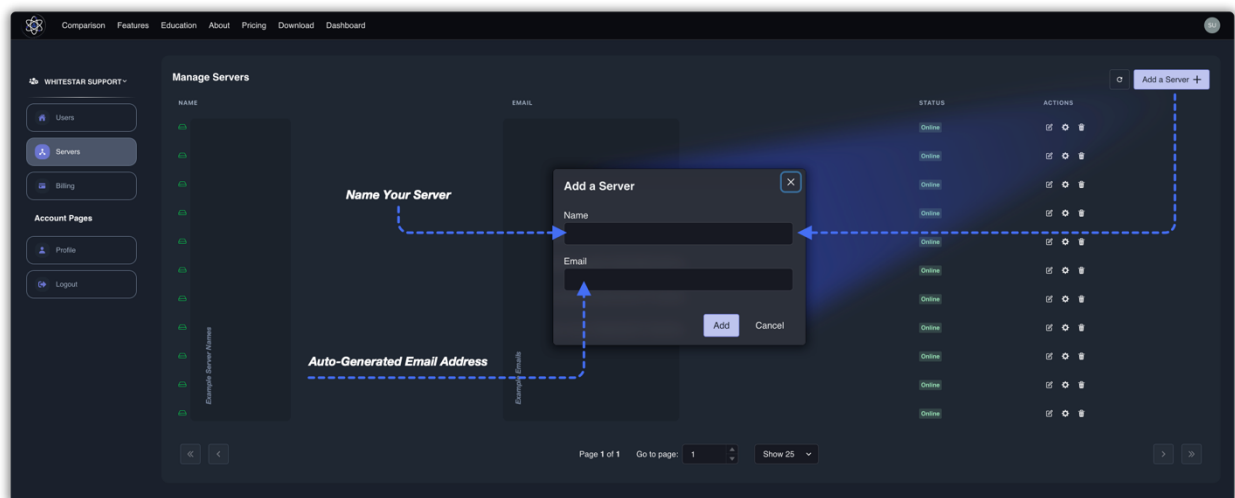 Comparison Features Education About Pricing Download Dashboard SU
WHITESTAR SUPPORT
Manage Servers
Add a Server +
NAME EMAIL STATUS ACTIONS
Users
Servers
Billing
Account Pages
Profile
Logout
Online
Online
Online
Online
Online
Online
Online
Online
Online
Online
Online
Name Your Server
Add a Server
Name
Email
Add Cancel
Auto-Generated Email Address
Example Server Names
Example Emails
Page 1 of 1 Go to page: 1 Show 25